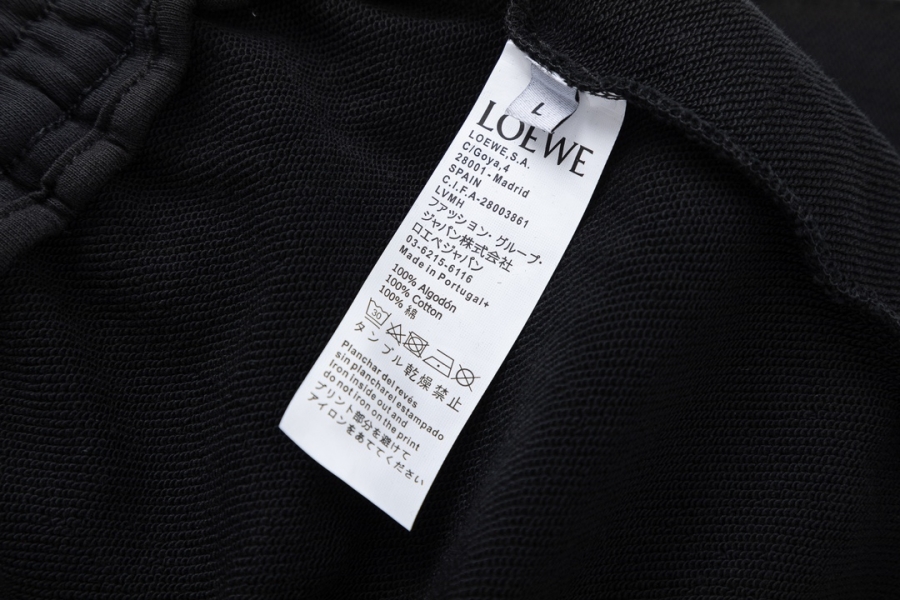 L
LOEWE
LOEWE,S.A.
C/Goya,4
28001-Madrid
SPAIN
C.I.F.A-28003861
LVMH
ファッション・グループ・
ジャパン株式会社
ロエベジャパン
03-6215-6116
Made in Portugal+
100% Algodón
100% Cotton
100% 綿
30
タンブル乾燥禁止
Planchar del revés
sin plancharel estampado
Iron inside out and
do not iron on the print
プリント部分を避けて
アイロンをあててください